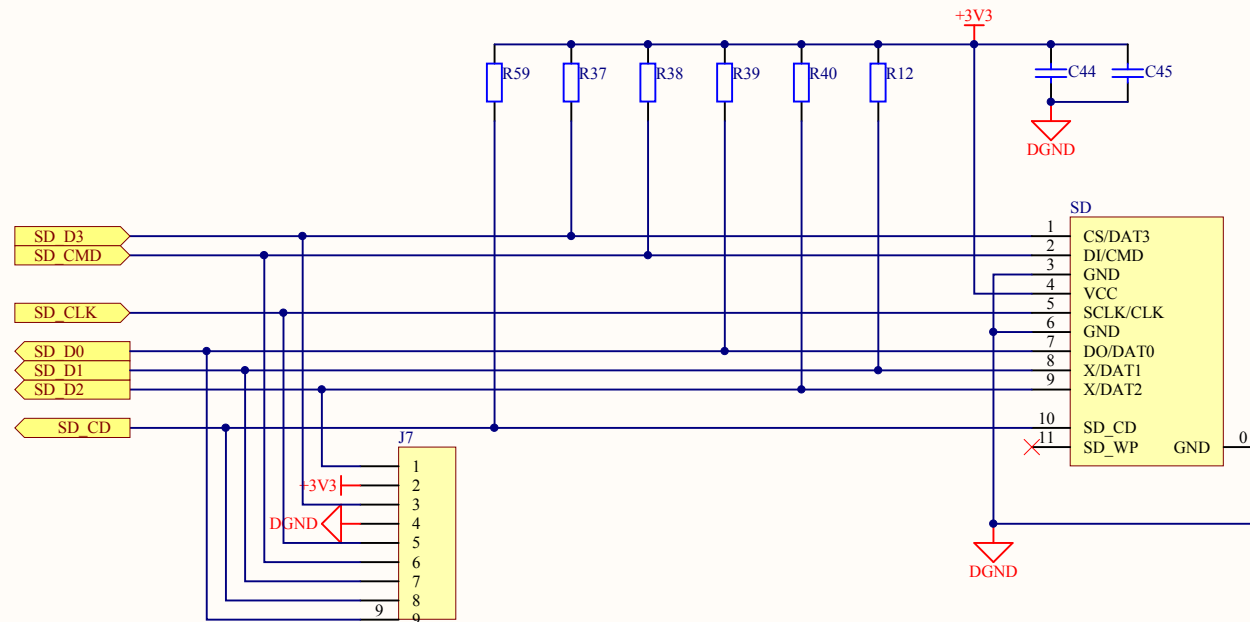 +3V3
R59
R37
R38
R39
R40
R12
C44
C45
DGND
SD
SD_D3
1
CS/DAT3
SD_CMD
2
DI/CMD
3
GND
4
VCC
SD_CLK
5
SCLK/CLK
6
GND
SD_D0
7
DO/DAT0
SD_D1
8
X/DAT1
SD_D2
9
X/DAT2
SD_CD
10
SD_CD
11
SD_WP
GND
0
J7
1
+3V3
2
3
DGND
4
5
6
7
8
9
9
DGND